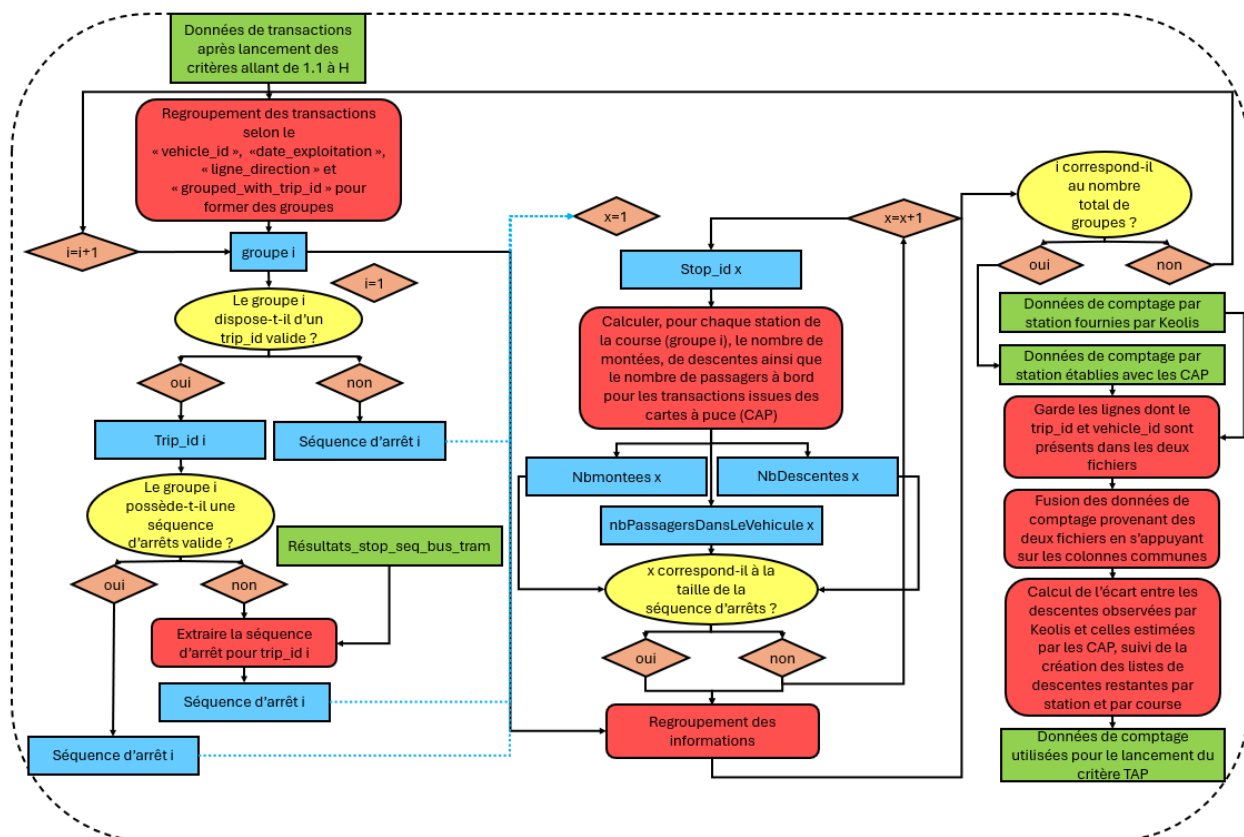 Données de transactions
après lancement des
critères allant de 1.1 à H
Regroupement des transactions
selon le
« vehicle_id », «date_exploitation »,
« ligne_direction » et
« grouped_with_trip_id » pour
former des groupes
i=i+1
groupe i
i=1
Le groupe i
dispose-t-il d'un
trip_id valide ?
oui
non
Trip_id i
Séquence d'arrêt i
Le groupe i
possède-t-il une
séquence
d'arrêts valide ?
Résultats_stop_seq_bus_tram
oui
non
Extraire la séquence
d'arrêt pour trip_id i
Séquence d'arrêt i
Séquence d'arrêt i
x=1
x=x+1
Stop_id x
Calculer, pour chaque station de
la course (groupe i), le nombre de
montées, de descentes ainsi que
le nombre de passagers à bord
pour les transactions issues des
cartes à puce (CAP)
Nbmontees x
NbDescentes x
nbPassagersDansLeVehicule x
x correspond-il à la
taille de la
séquence d'arrêts ?
oui
non
Regroupement des
informations
i correspond-il
au nombre
total de
groupes ?
oui
non
Données de comptage par
station fournies par Keolis
Données de comptage par
station établies avec les CAP
Garde les lignes dont le
trip_id et vehicle_id sont
présents dans les deux
fichiers
Fusion des données de
comptage provenant des
deux fichiers en s'appuyant
sur les colonnes communes
Calcul de l'écart entre les
descentes observées par
Keolis et celles estimées
par les CAP, suivi de la
création des listes de
descentes restantes par
station et par course
Données de comptage
utilisées pour le lancement du
critère TAP